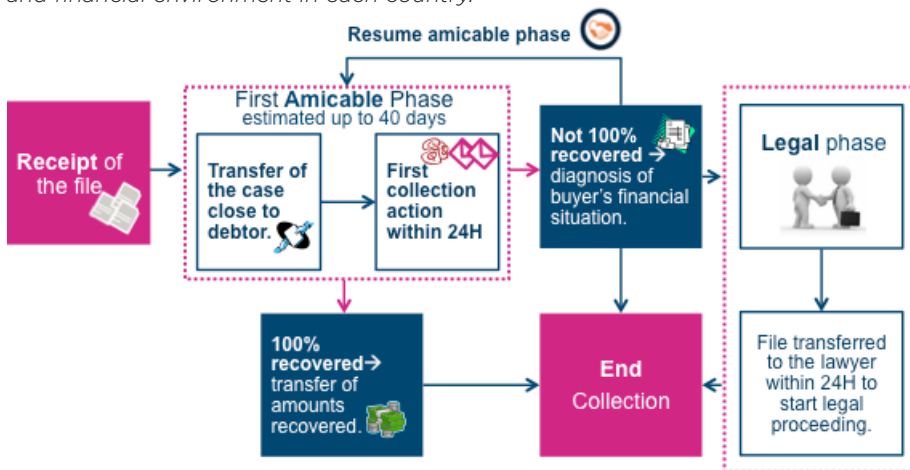 and financial environment in each country.
Resume amicable phase
First Amicable Phase
estimated up to 40 days
Receipt of
the file
Transfer of
the case
close to
debtor.
First
collection
action
within 24H
Not 100%
recovered →
diagnosis of
buyer's financial
situation.
Legal phase
100%
recovered→
transfer of
amounts
recovered.
End
Collection
File transferred
to the lawyer
within 24H to
start legal
proceeding.